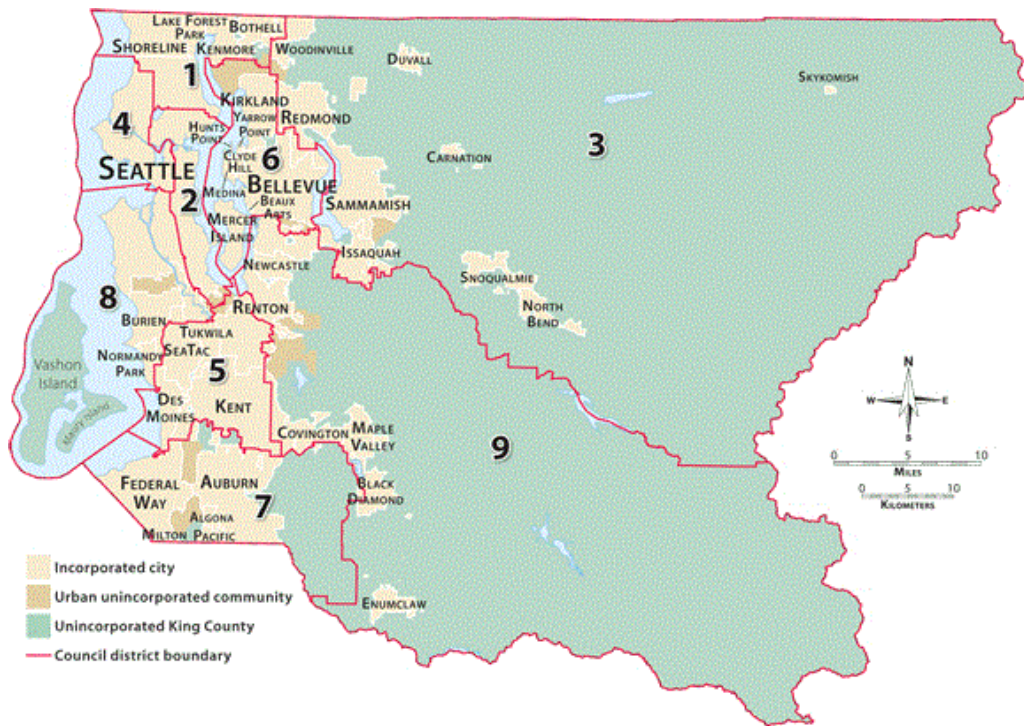 LAKE FOREST
PARK
BOTHELL
SHORELINE
KENMORE
WOODINVILLE
DUVALL
SKYKOMISH
1
KIRKLAND
YARROW
POINT
REDMOND
4
HUNTS
POINT
3
CLYDE
HILL
6
CARNATION
SEATTLE
BELLEVUE
2
MEDINA
BEAUX
ARTS
SAMMAMISH
MERCER
ISLAND
ISSAQUAH
NEWCASTLE
SNOQUALMIE
8
RENTON
NORTH
BEND
BURIEN
TUKWILA
SEATAC
NORMANDY
PARK
Vashon
Island
5
N
W
E
S
DES
MOINES
KENT
Maury Island
COVINGTON
MAPLE
VALLEY
9
0 5 10
MILES
0 5 10
KILOMETERS
FEDERAL
WAY
AUBURN
7
BLACK
DIAMOND
ALGONA
MILTON
PACIFIC
ENUMCLAW
Incorporated city
Urban unincorporated community
Unincorporated King County
Council district boundary